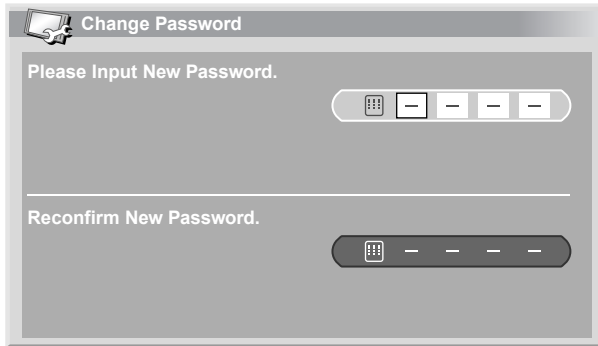 Change Password
Please Input New Password.
– – – –
Reconfirm New Password.
– – – –